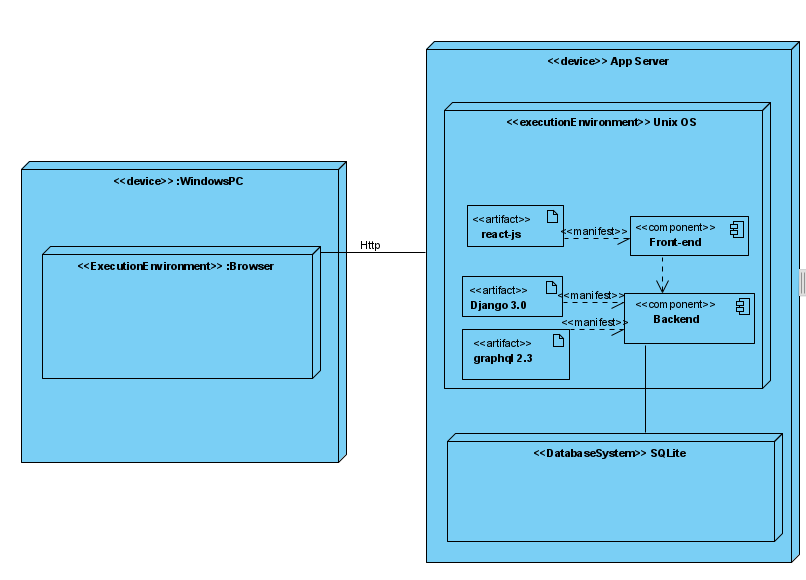 <<device>> App Server
<<executionEnvironment>> Unix OS
<<device>> :WindowsPC
<<artifact>>
react-js
<<manifest>>
<<component>>
Front-end
Http
<<ExecutionEnvironment>> :Browser
<<artifact>>
Django 3.0
<<manifest>>
<<component>>
Backend
<<manifest>>
<<artifact>>
graphql 2.3
<<DatabaseSystem>> SQLite